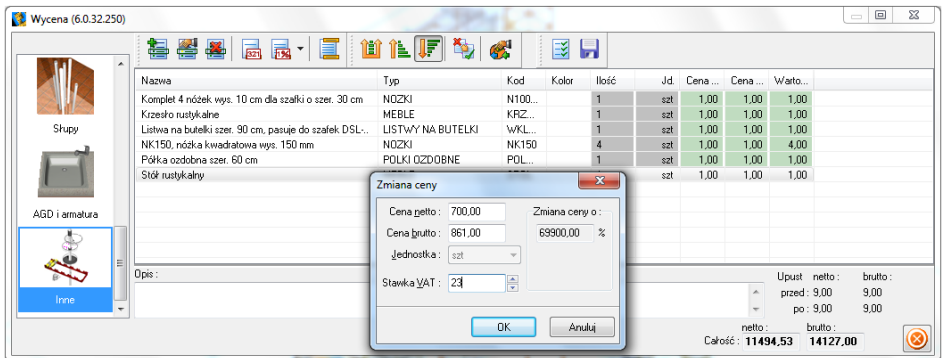 Wycena (6.0.32.250)
321 1%
Nazwa Typ Kod Kolor Ilość Jd. Cena ... Cena ... Warto...
Komplet 4 nóżek wys. 10 cm dla szafki o szer. 30 cm NOZKI N100... 1 szt 1,00 1,00 1,00
Krzesło rustykalne MEBLE KRZ... 1 szt 1,00 1,00 1,00
Listwa na butelki szer. 90 cm, pasuje do szafek DSL-... LISTWY NA BUTELKI WKL... 1 szt 1,00 1,00 1,00
NK150, nóżka kwadratowa wys. 150 mm NOZKI NK150 4 szt 1,00 1,00 4,00
Półka ozdobna szer. 60 cm POLKI OZDOBNE POL... 1 szt 1,00 1,00 1,00
Stół rustykalny 1 szt 1,00 1,00 1,00
Słupy
AGD i armatura
Inne
Zmiana ceny
Cena netto : 700,00 Zmiana ceny o :
Cena brutto : 861,00 69900,00 %
Jednostka : szt
Stawka VAT : 23
OK Anuluj
Opis :
Upust netto : brutto :
przed : 9,00 9,00
po : 9,00 9,00
netto : brutto :
Całość : 11494,53 14127,00